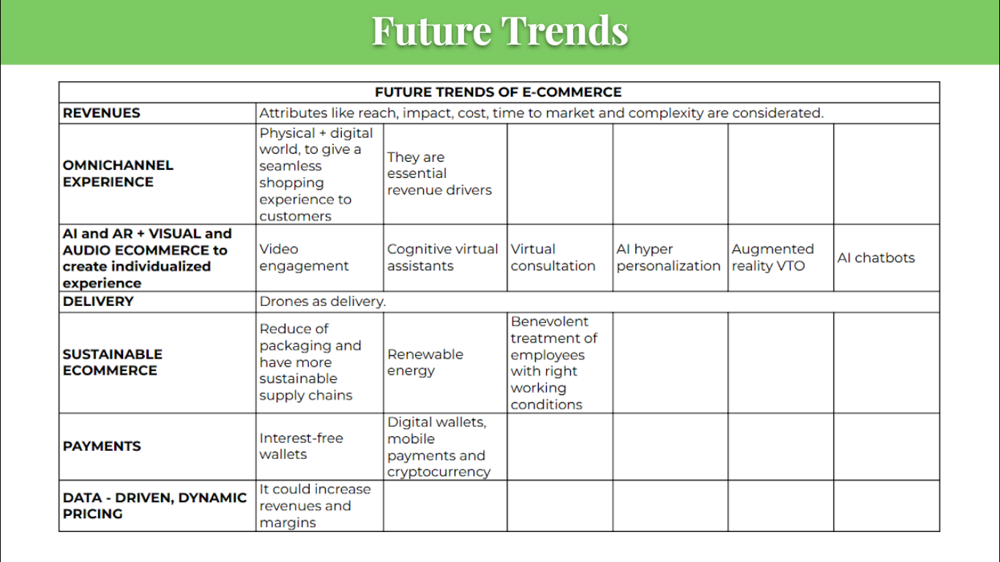 Future Trends
FUTURE TRENDS OF E-COMMERCE
REVENUES
Attributes like reach, impact, cost, time to market and complexity are considerated.
OMNICHANNEL
EXPERIENCE
Physical + digital
world, to give a
seamless
shopping
experience to
customers
They are
essential
revenue drivers
AI and AR + VISUAL and
AUDIO ECOMMERCE to
create individualized
experience
Video
engagement
Cognitive virtual
assistants
Virtual
consultation
AI hyper
personalization
Augmented
reality VTO
AI chatbots
DELIVERY
Drones as delivery.
SUSTAINABLE
ECOMMERCE
Reduce of
packaging and
have more
sustainable
supply chains
Renewable
energy
Benevolent
treatment of
employees
with right
working
conditions
PAYMENTS
Interest-free
wallets
Digital wallets,
mobile
payments and
cryptocurrency
DATA - DRIVEN, DYNAMIC
PRICING
It could increase
revenues and
margins